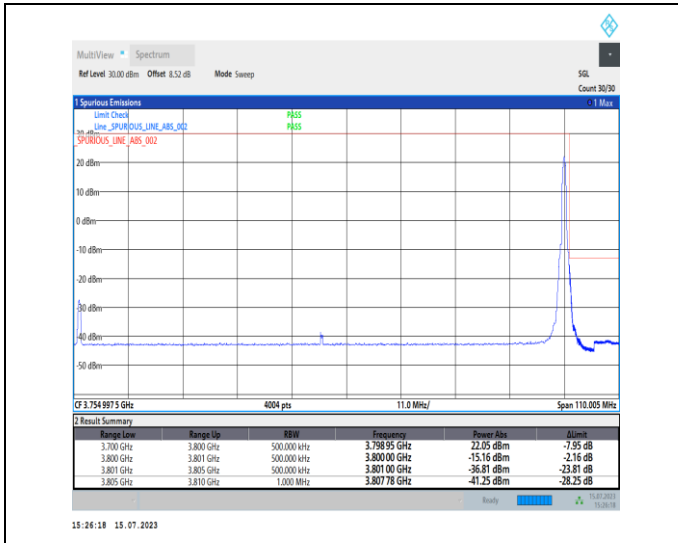 MultiView Spectrum
Ref Level 30.00 dBm Offset 8.52 dB Mode Sweep SGL
Count 30/30
1 Spurious Emissions 1 Max
Limit Check PASS
Line _SPURIOUS_LINE_ABS_002 PASS
_SPURIOUS_LINE_ABS_002
20 dBm
10 dBm
0 dBm
-10 dBm
-20 dBm
-30 dBm
-40 dBm
-50 dBm
CF 3.754 997 5 GHz 4004 pts 11.0 MHz/ Span 110.005 MHz
2 Result Summary
Range Low Range Up RBW Frequency Power Abs ΔLimit
3.700 GHz 3.800 GHz 500.000 kHz 3.798 95 GHz 22.05 dBm -7.95 dB
3.800 GHz 3.801 GHz 500.000 kHz 3.800 00 GHz -15.16 dBm -2.16 dB
3.801 GHz 3.805 GHz 500.000 kHz 3.801 00 GHz -36.81 dBm -23.81 dB
3.805 GHz 3.810 GHz 1.000 MHz 3.807 78 GHz -41.25 dBm -28.25 dB
Ready 15.07.2023
15:26:18
15:26:18 15.07.2023